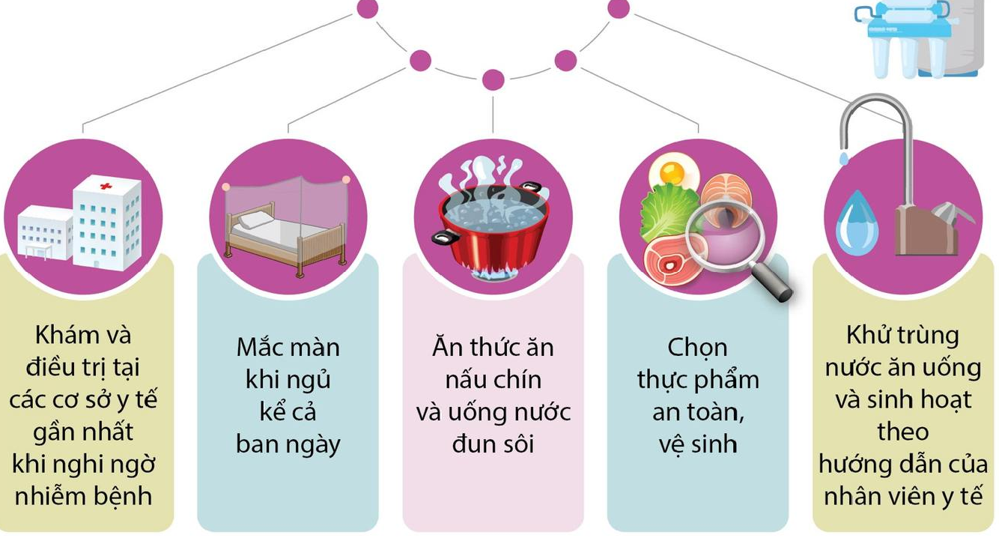 Khám và
điều trị tại
các cơ sở y tế
gần nhất
khi nghi ngờ
nhiễm bệnh
Mắc màn
khi ngủ
kể cả
ban ngày
Ăn thức ăn
nấu chín
và uống nước
đun sôi
Chọn
thực phẩm
an toàn,
vệ sinh
Khử trùng
nước ăn uống
và sinh hoạt
theo
hướng dẫn của
nhân viên y tế